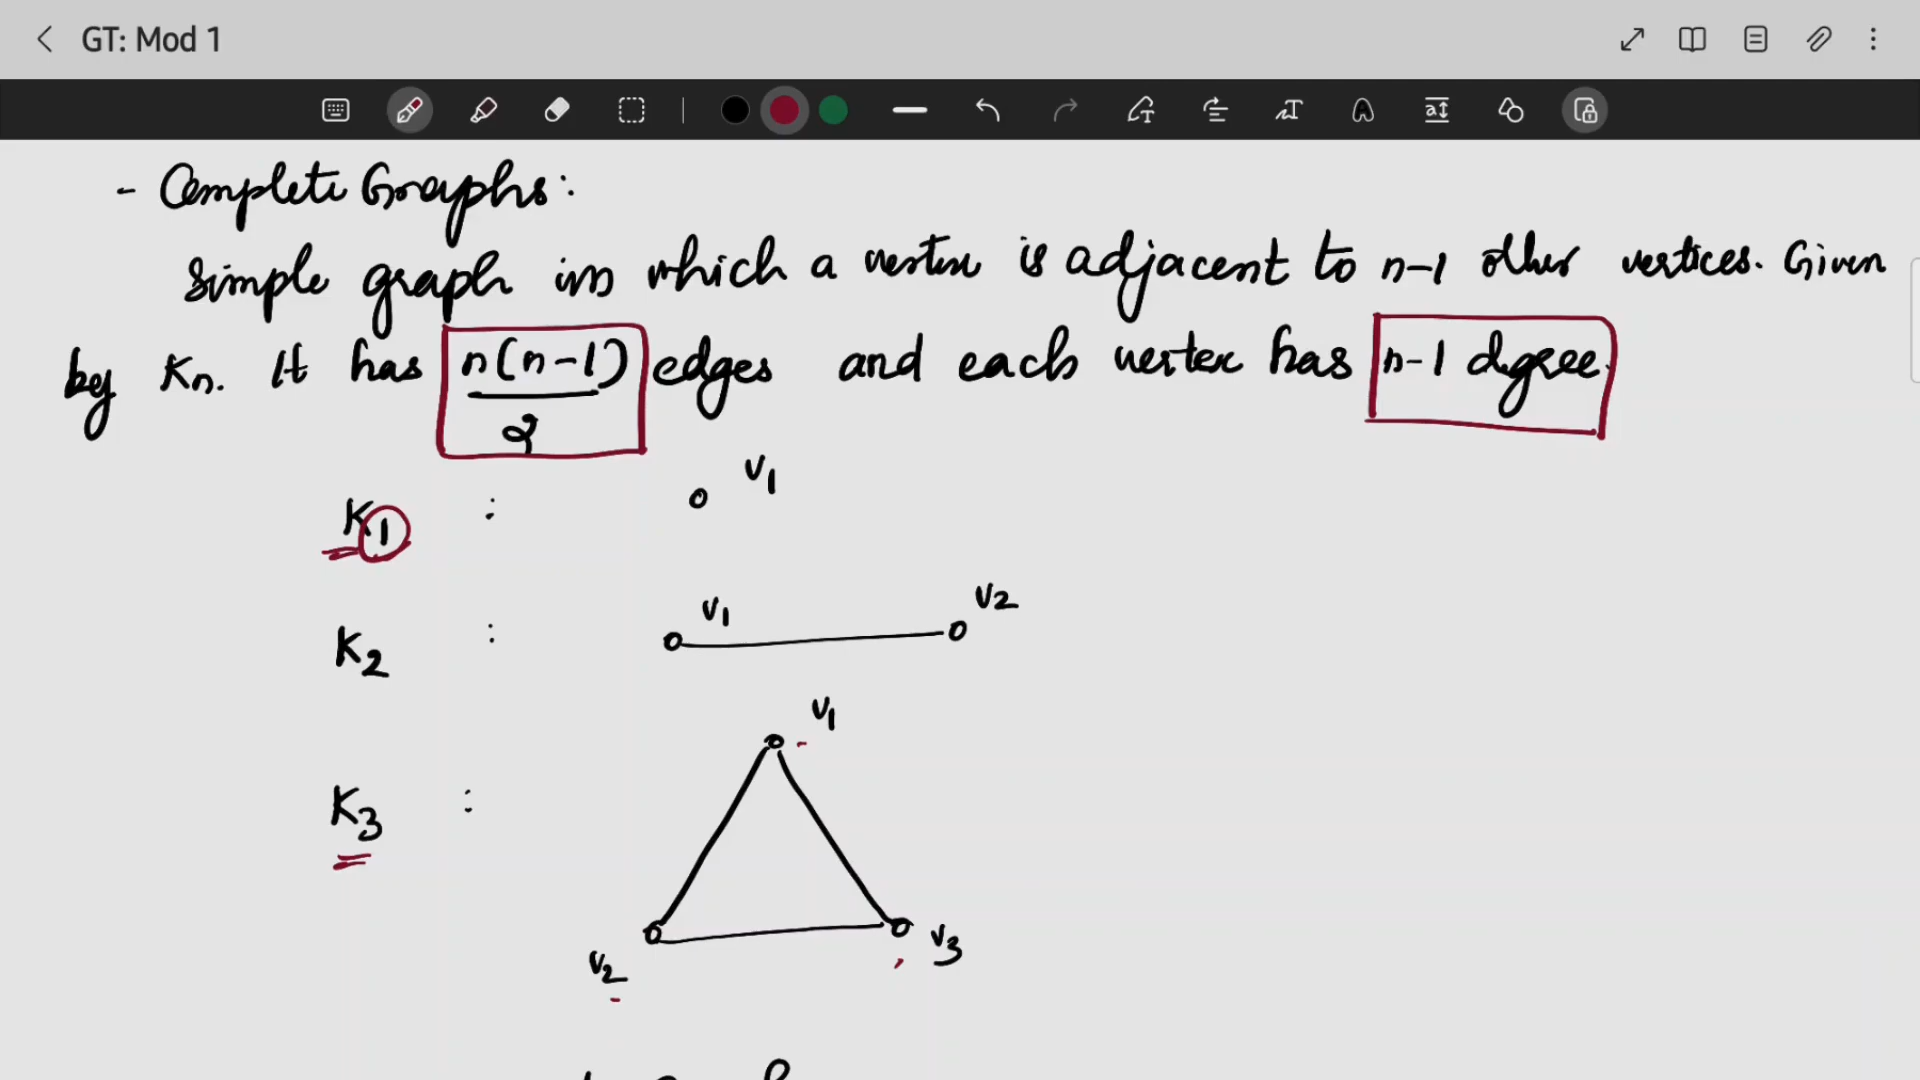 GT: Mod 1
- Complete Graphs:
Simple graph in which a vertex is adjacent to n-1 other vertices. Given
by Kn. It has n(n-1)/2 edges and each vertex has n-1 dgree.
K1 : V1
K2 : V1 V2
V1
K3 :
V2 V3